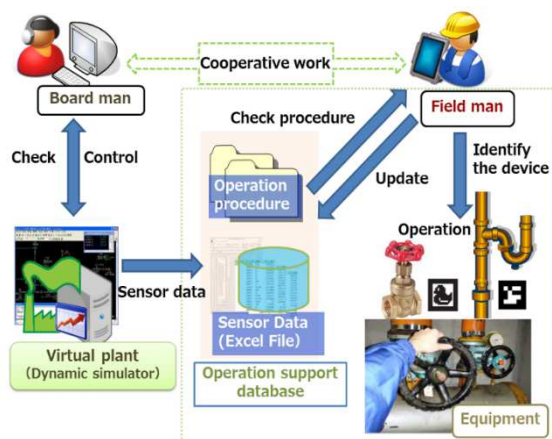 Cooperative work
Board man
Field man
Check procedure
Check
Control
Identify
the device
Operation
procedure
Update
Operation
Sensor data
Sensor Data
(Excel File)
Virtual plant
(Dynamic simulator)
Operation support
database
Equipment